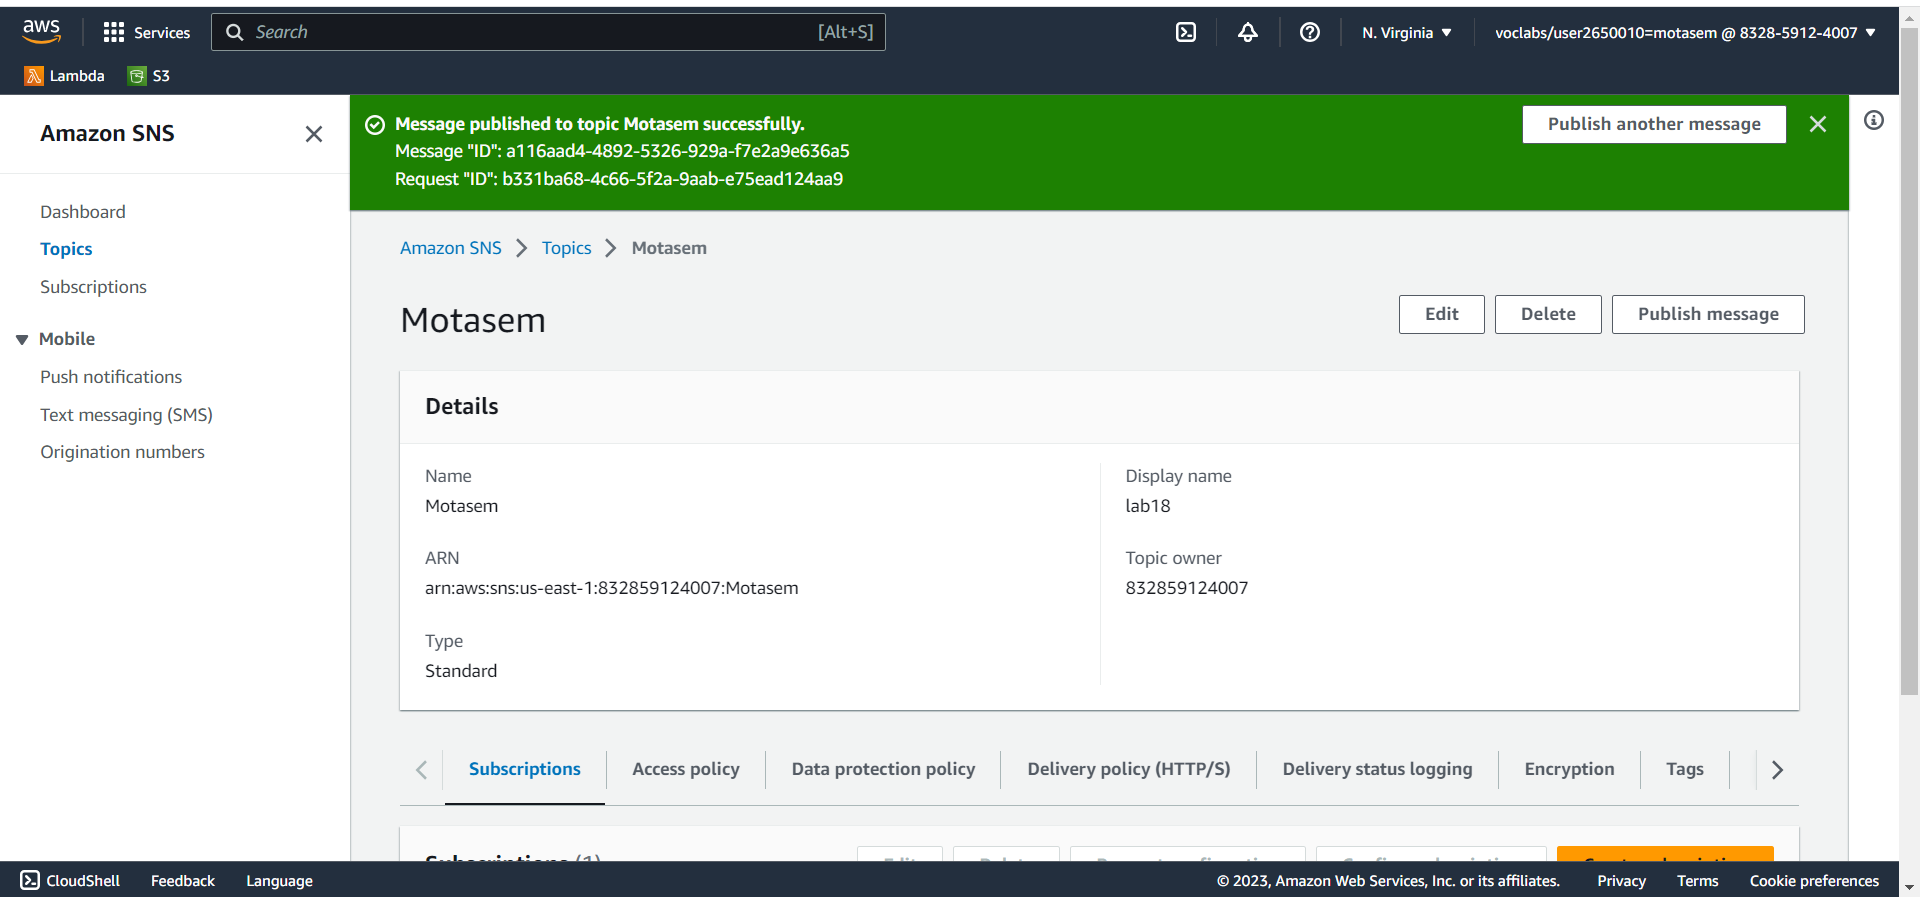 aws
Services
Search [Alt+S]
N. Virginia
voclabs/user2650010=motasem @ 8328-5912-4007
Lambda
S3
Amazon SNS
Dashboard
Topics
Subscriptions
Mobile
Push notifications
Text messaging (SMS)
Origination numbers
Message published to topic Motasem successfully.
Message "ID": a116aad4-4892-5326-929a-f7e2a9e636a5
Request "ID": b331ba68-4c66-5f2a-9aab-e75ead124aa9
Publish another message
Amazon SNS
Topics
Motasem
Motasem
Edit
Delete
Publish message
Details
Name
Motasem
ARN
arn:aws:sns:us-east-1:832859124007:Motasem
Type
Standard
Display name
lab18
Topic owner
832859124007
Subscriptions
Access policy
Data protection policy
Delivery policy (HTTP/S)
Delivery status logging
Encryption
Tags
Subscriptions (1)
Edit
Delete
CloudShell
Feedback
Language
© 2023, Amazon Web Services, Inc. or its affiliates.
Privacy
Terms
Cookie preferences